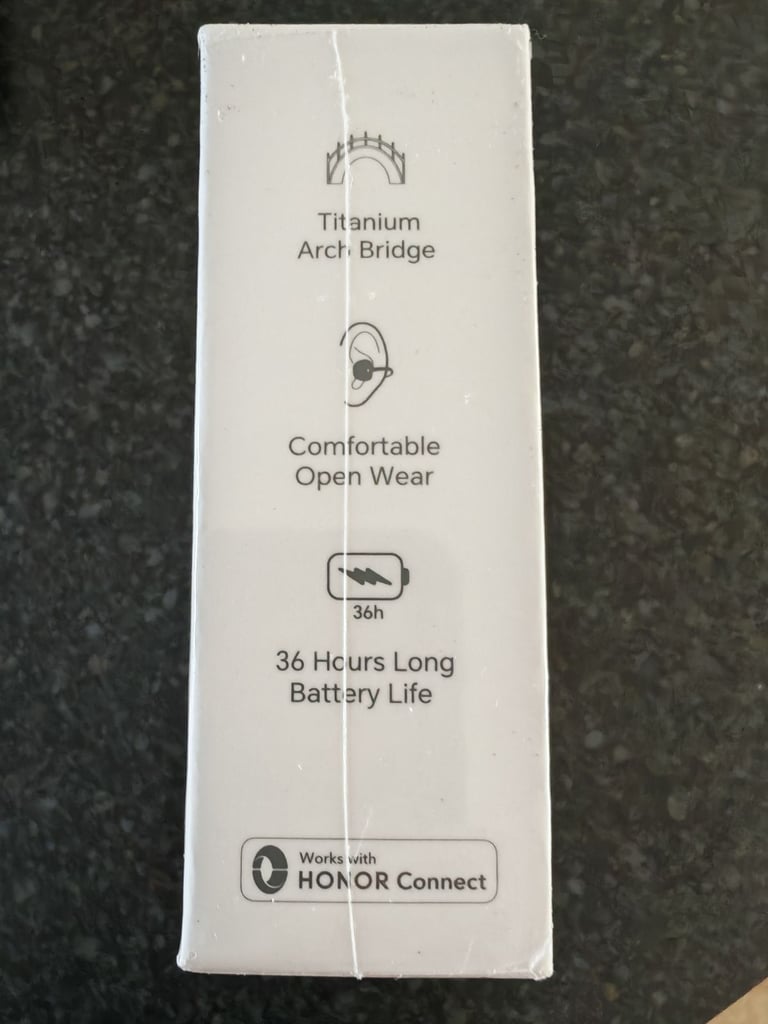 Titanium
Arch Bridge
Comfortable
Open Wear
36h
36 Hours Long
Battery Life
Works with
HONOR Connect